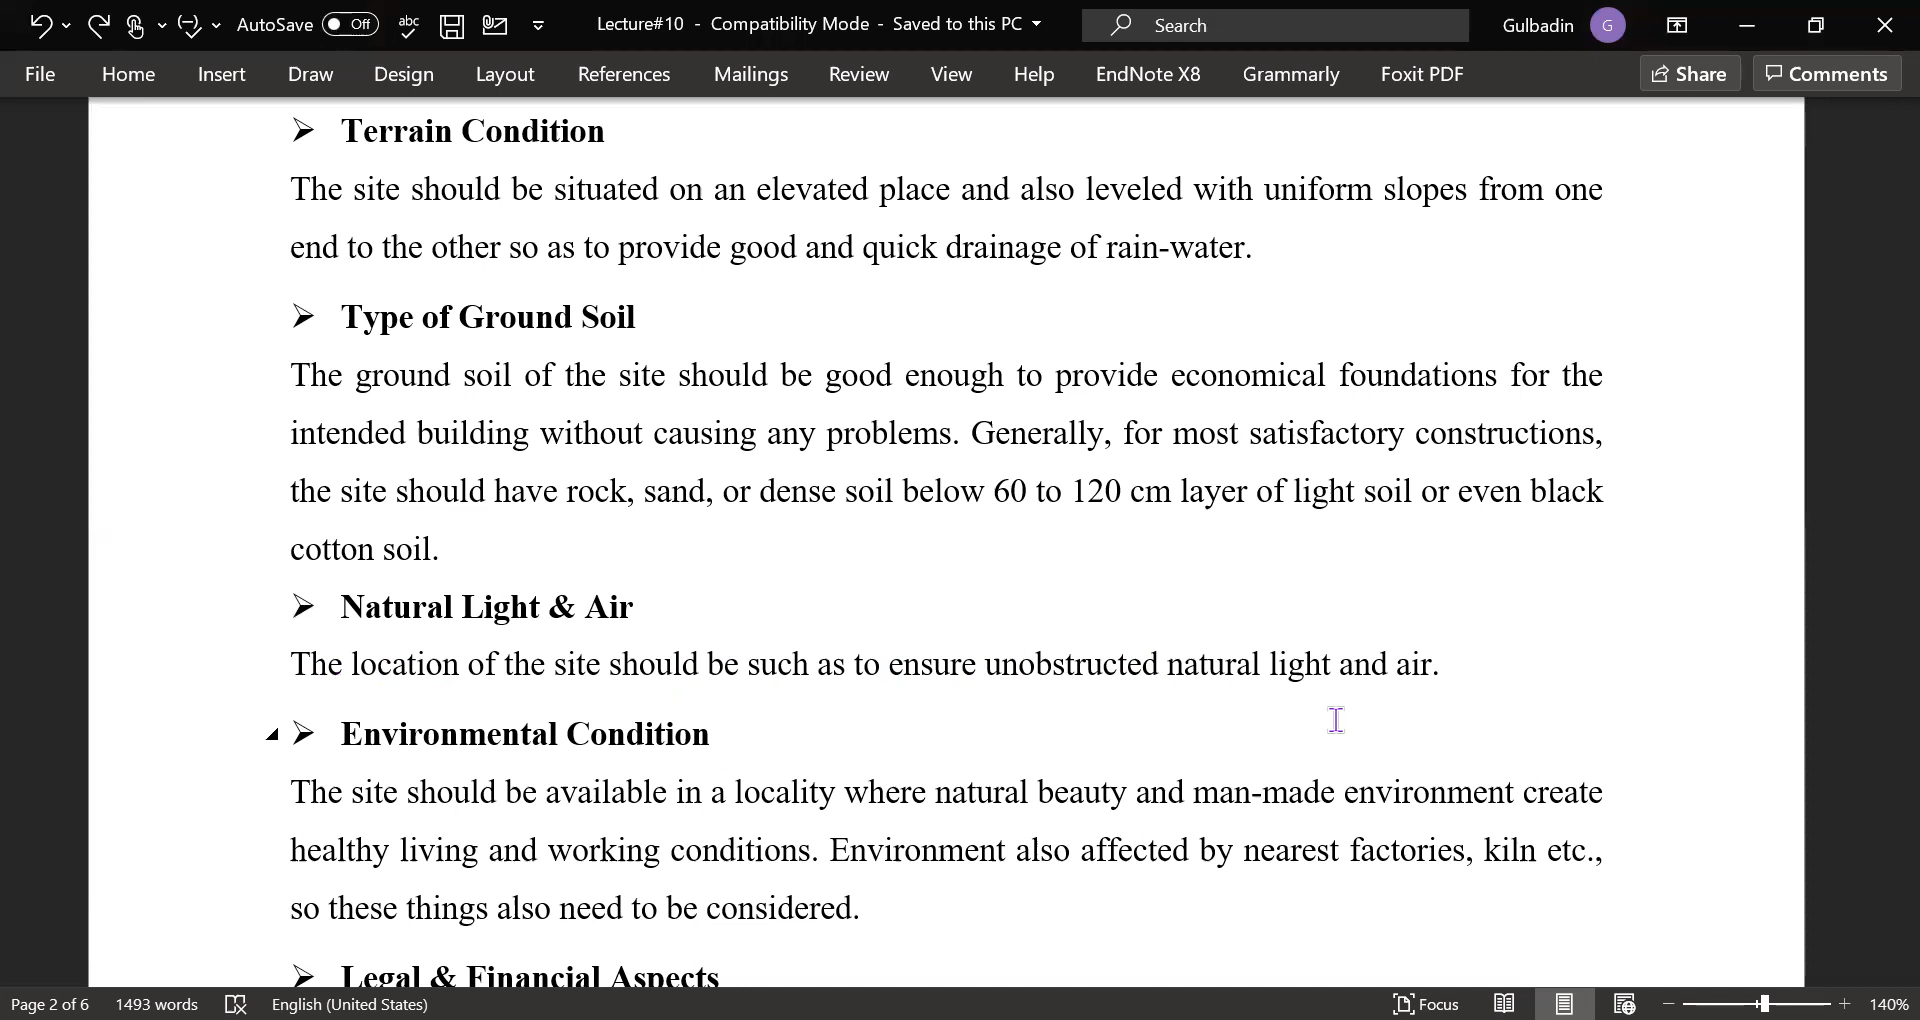 AutoSave Off abc Lecture#10 - Compatibility Mode - Saved to this PC Search Gulbadin G
File Home Insert Draw Design Layout References Mailings Review View Help EndNote X8 Grammarly Foxit PDF Share Comments
➢ Terrain Condition
The site should be situated on an elevated place and also leveled with uniform slopes from one
end to the other so as to provide good and quick drainage of rain-water.
➢ Type of Ground Soil
The ground soil of the site should be good enough to provide economical foundations for the
intended building without causing any problems. Generally, for most satisfactory constructions,
the site should have rock, sand, or dense soil below 60 to 120 cm layer of light soil or even black
cotton soil.
➢ Natural Light & Air
The location of the site should be such as to ensure unobstructed natural light and air.
➢ Environmental Condition
The site should be available in a locality where natural beauty and man-made environment create
healthy living and working conditions. Environment also affected by nearest factories, kiln etc.,
so these things also need to be considered.
➢ Legal & Financial Aspects
Page 2 of 6 1493 words English (United States) Focus 140%